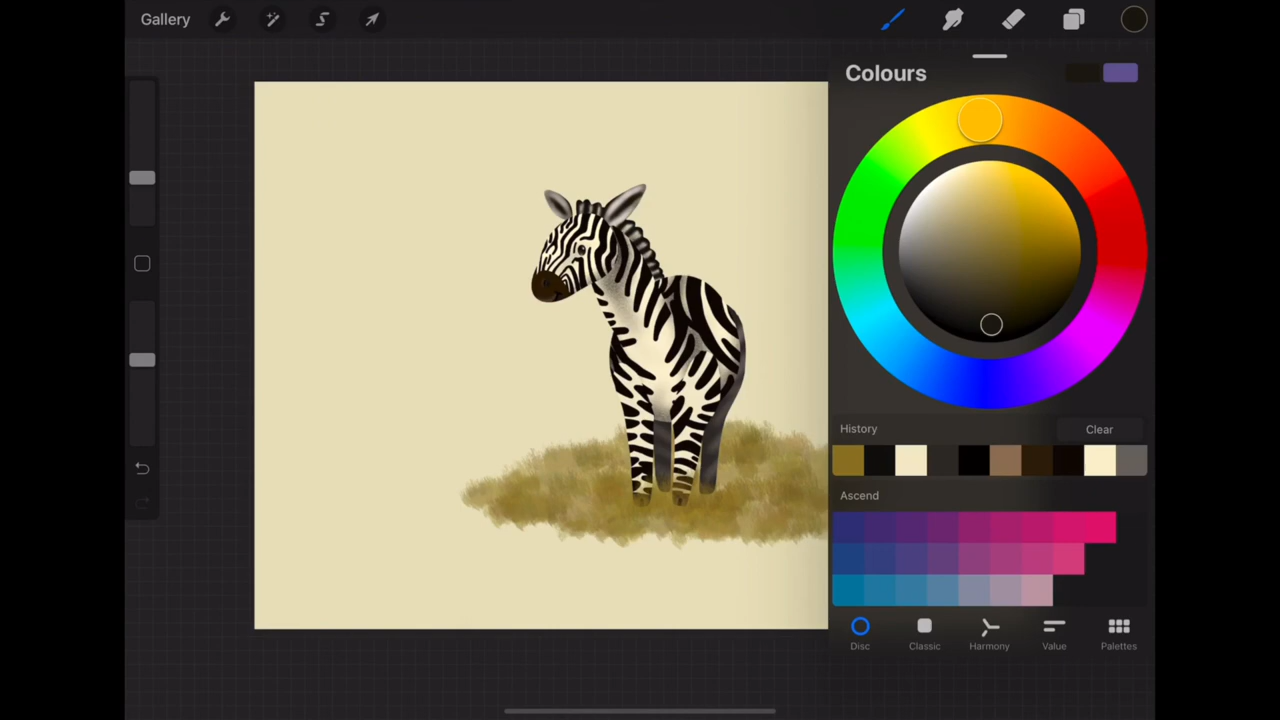 Gallery
Colours
History
Clear
Ascend
Disc
Classic
Harmony
Value
Palettes